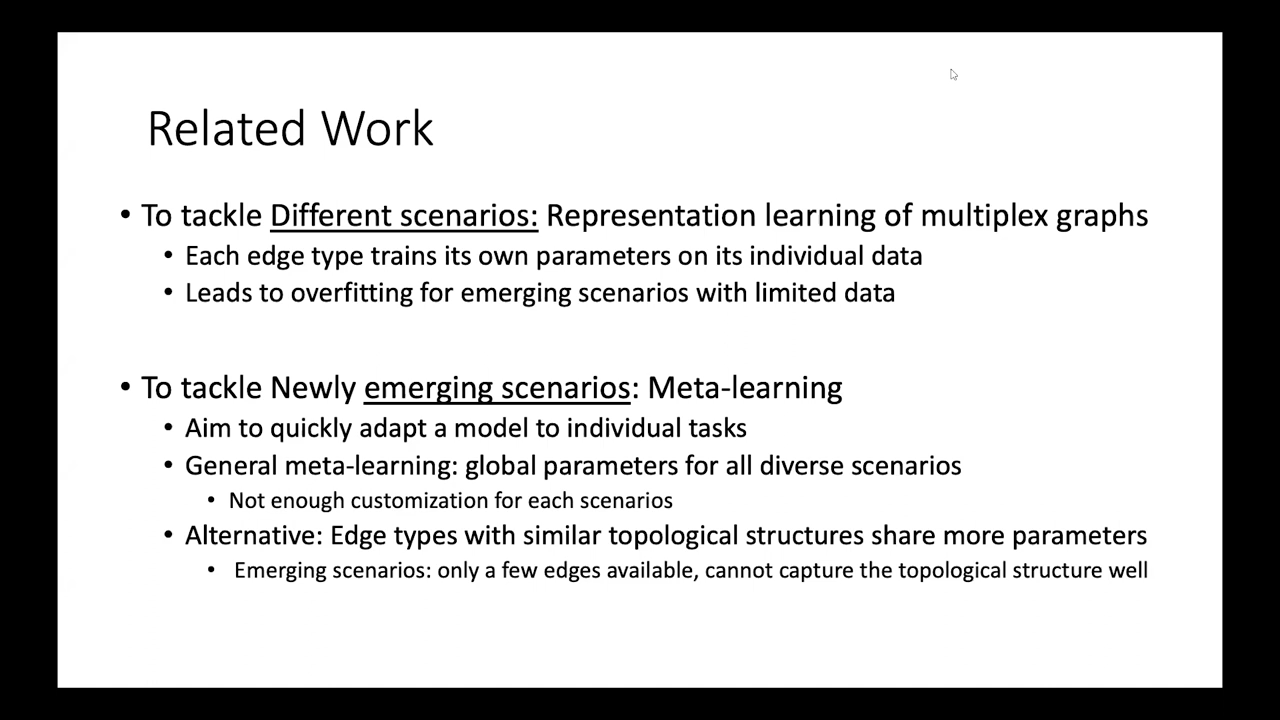 Related Work
• To tackle Different scenarios: Representation learning of multiplex graphs
• Each edge type trains its own parameters on its individual data
• Leads to overfitting for emerging scenarios with limited data
• To tackle Newly emerging scenarios: Meta-learning
• Aim to quickly adapt a model to individual tasks
• General meta-learning: global parameters for all diverse scenarios
• Not enough customization for each scenarios
• Alternative: Edge types with similar topological structures share more parameters
• Emerging scenarios: only a few edges available, cannot capture the topological structure well